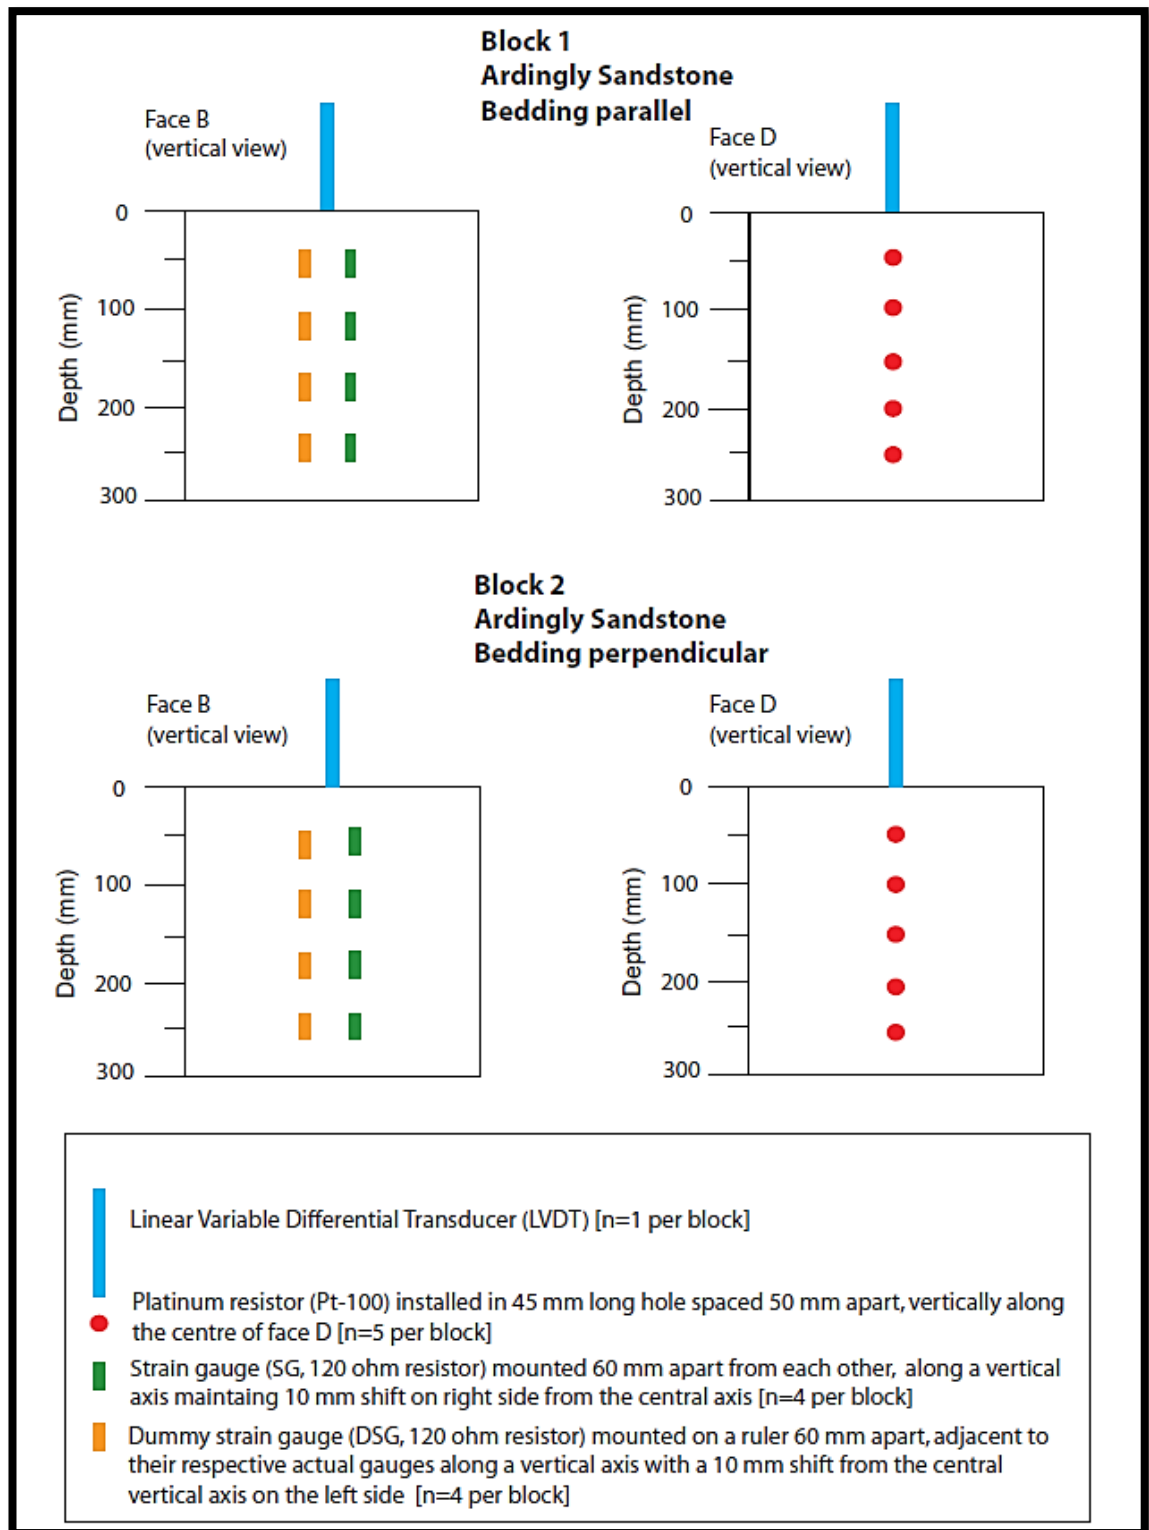 Block 1
Ardingly Sandstone
Bedding parallel
Face B
(vertical view)
0
100
200
300
Depth (mm)
Face D
(vertical view)
0
100
200
300
Depth (mm)
Block 2
Ardingly Sandstone
Bedding perpendicular
Face B
(vertical view)
0
100
200
300
Depth (mm)
Face D
(vertical view)
0
100
200
300
Depth (mm)
Linear Variable Differential Transducer (LVDT) [n=1 per block]
Platinum resistor (Pt-100) installed in 45 mm long hole spaced 50 mm apart, vertically along
the centre of face D [n=5 per block]
Strain gauge (SG, 120 ohm resistor) mounted 60 mm apart from each other, along a vertical
axis maintaing 10 mm shift on right side from the central axis [n=4 per block]
Dummy strain gauge (DSG, 120 ohm resistor) mounted on a ruler 60 mm apart, adjacent to
their respective actual gauges along a vertical axis with a 10 mm shift from the central
vertical axis on the left side [n=4 per block]